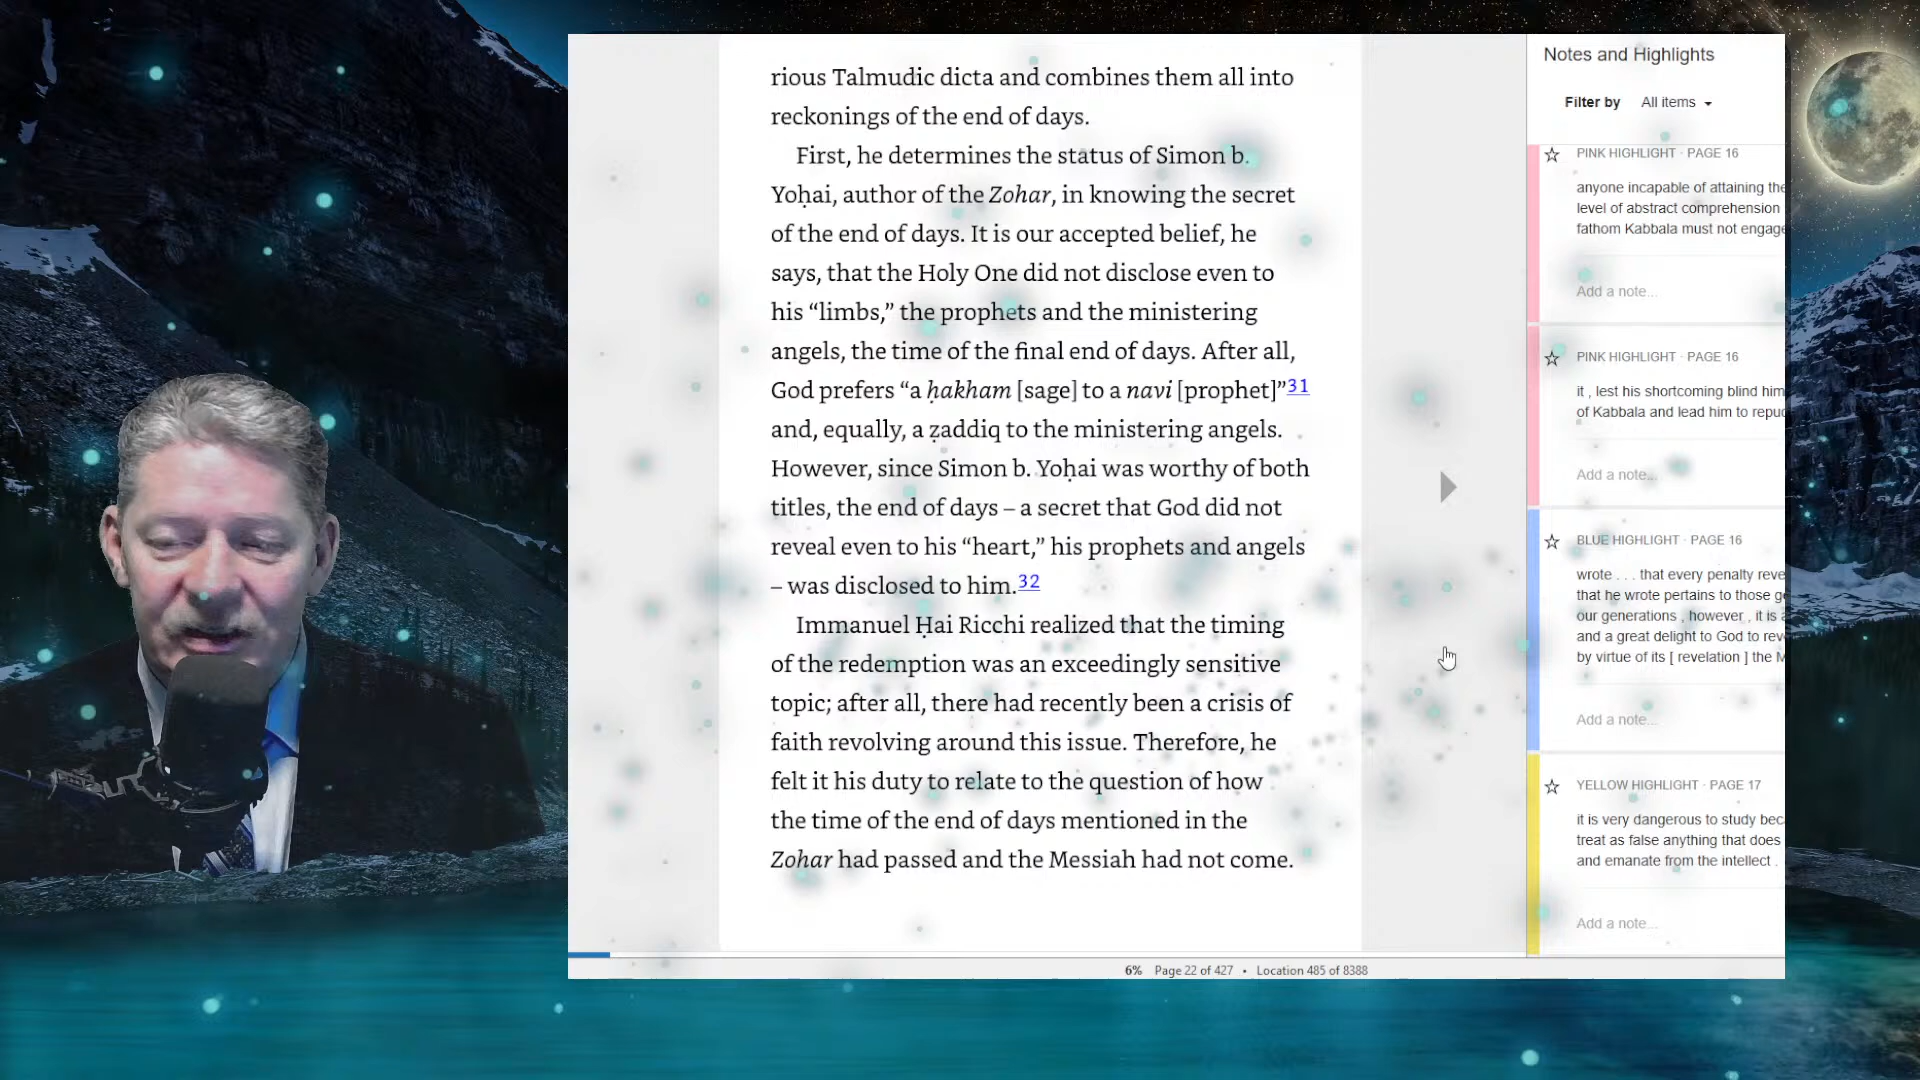 rious Talmudic dicta and combines them all into
reckonings of the end of days.
First, he determines the status of Simon b.
Yoḥai, author of the Zohar, in knowing the secret
of the end of days. It is our accepted belief, he
says, that the Holy One did not disclose even to
his “limbs,” the prophets and the ministering
angels, the time of the final end of days. After all,
God prefers “a ḥakham [sage] to a navi [prophet]”31
and, equally, a ẓaddiq to the ministering angels.
However, since Simon b. Yoḥai was worthy of both
titles, the end of days – a secret that God did not
reveal even to his “heart,” his prophets and angels
– was disclosed to him.32
Immanuel Ḥai Ricchi realized that the timing
of the redemption was an exceedingly sensitive
topic; after all, there had recently been a crisis of
faith revolving around this issue. Therefore, he
felt it his duty to relate to the question of how
the time of the end of days mentioned in the
Zohar had passed and the Messiah had not come.
6% Page 22 of 427 • Location 485 of 8388
Notes and Highlights
Filter by All items
PINK HIGHLIGHT · PAGE 16
anyone incapable of attaining the
level of abstract comprehension
fathom Kabbala must not engage
Add a note...
PINK HIGHLIGHT · PAGE 16
it , lest his shortcoming blind him
of Kabbala and lead him to repu
Add a note...
BLUE HIGHLIGHT · PAGE 16
wrote . . . that every penalty reve
that he wrote pertains to those g
our generations , however , it is a
and a great delight to God to rev
by virtue of its [ revelation ] the M
Add a note...
YELLOW HIGHLIGHT · PAGE 17
it is very dangerous to study bec
treat as false anything that does
and emanate from the intellect .
Add a note...